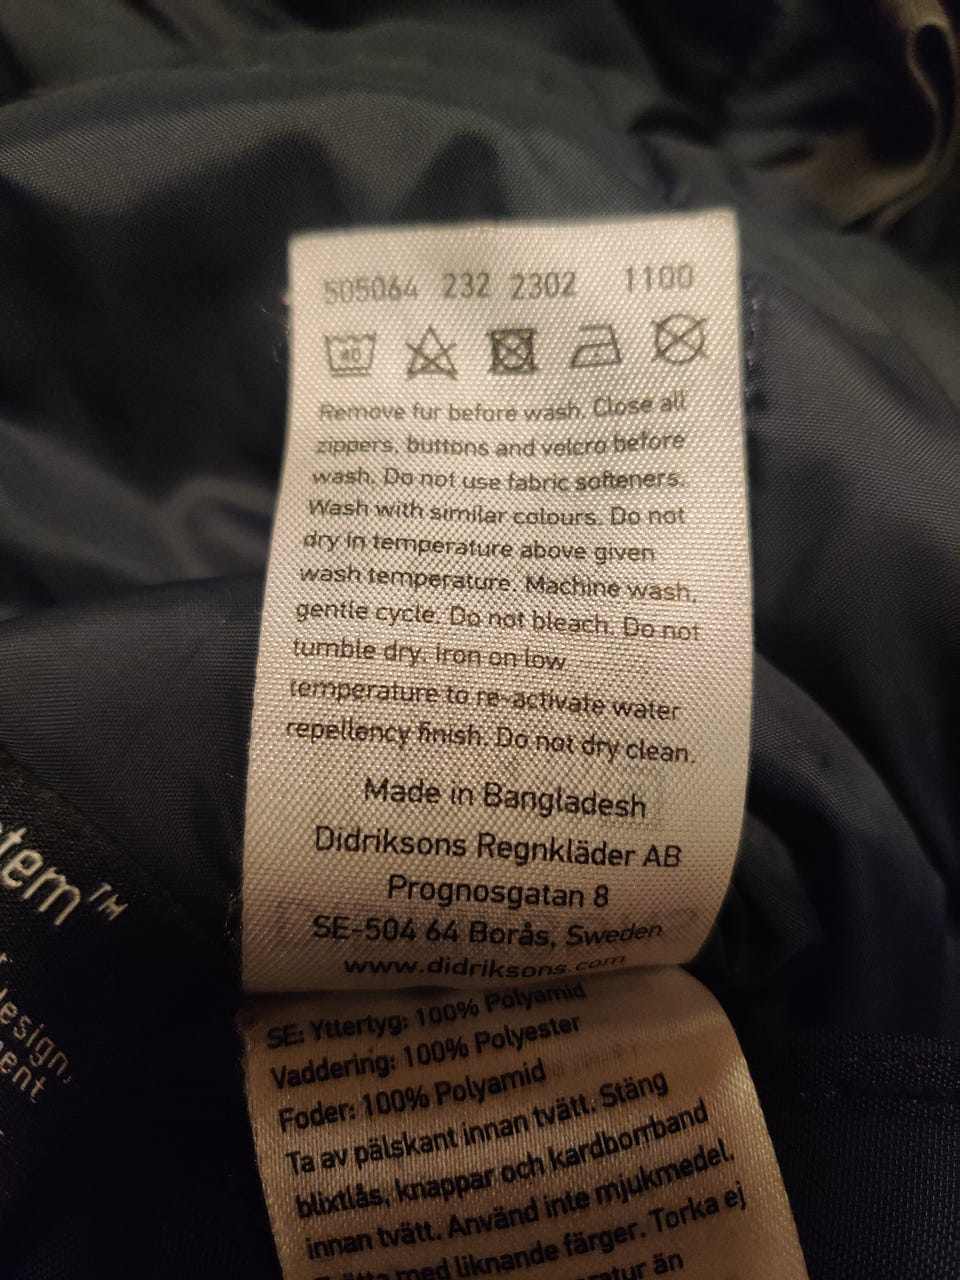 505064 232 2302 1100
40
Remove fur before wash. Close all
zippers, buttons and velcro before
wash. Do not use fabric softeners.
Wash with similar colours. Do not
dry in temperature above given
wash temperature. Machine wash,
gentle cycle. Do not bleach. Do not
tumble dry. Iron on low
temperature to re-activate water
repellency finish. Do not dry clean.
Made in Bangladesh
Didriksons Regnkläder AB
Prognosgatan 8
SE-504 64 Borås, Sweden
www.didriksons.com
SE: Yttertyg: 100% Polyamid
Vaddering: 100% Polyester
Foder: 100% Polyamid
Ta av pälskant innan tvätt. Stäng
blixtlås, knappar och kardborrband
innan tvätt. Använd inte mjukmedel.
med liknande färger. Torka ej
än
tem™
design,
ent